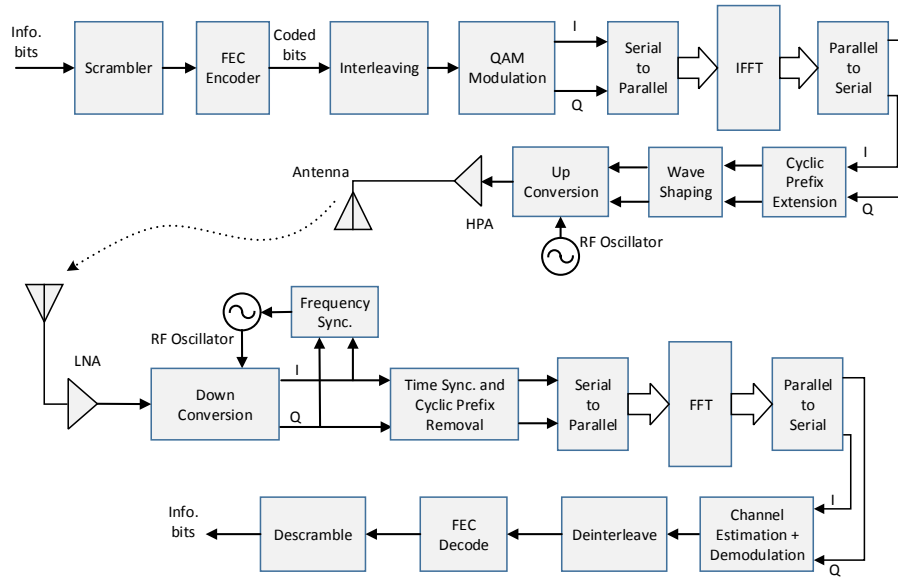 Info.
bits
Scrambler
FEC
Encoder
Coded
bits
Interleaving
QAM
Modulation
I
Q
Serial
to
Parallel
IFFT
Parallel
to
Serial
I
Q
Cyclic
Prefix
Extension
Wave
Shaping
Up
Conversion
RF Oscillator
HPA
Antenna
LNA
RF Oscillator
Frequency
Sync.
Down
Conversion
I
Q
Time Sync. and
Cyclic Prefix
Removal
Serial
to
Parallel
FFT
Parallel
to
Serial
I
Q
Channel
Estimation +
Demodulation
Deinterleave
FEC
Decode
Descramble
Info.
bits